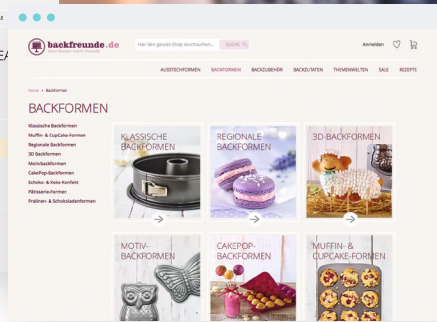 backfreunde.de
Hier den ganzen Shop durchsuchen...
SUCHE
Anmelden
AUSSTECHFORMEN
BACKFORMEN
BACKZUBEHÖR
BACKZUTATEN
THEMENWELTEN
SALE
REZEPTE
Home
Backformen
BACKFORMEN
Klassische Backformen
Muffin- & CupCake-Formen
Regionale Backformen
3D Backformen
Motivbackformen
CakePop-Backformen
Schoko- & Keks-Konfekt
Pâtisserie-Formen
Pralinen- & Schokoladenformen
KLASSISCHE
BACKFORMEN
REGIONALE
BACKFORMEN
3D-BACKFORMEN
MOTIV-
BACKFORMEN
CAKEPOP-
BACKFORMEN
MUFFIN- &
CUPCAKE-FORMEN